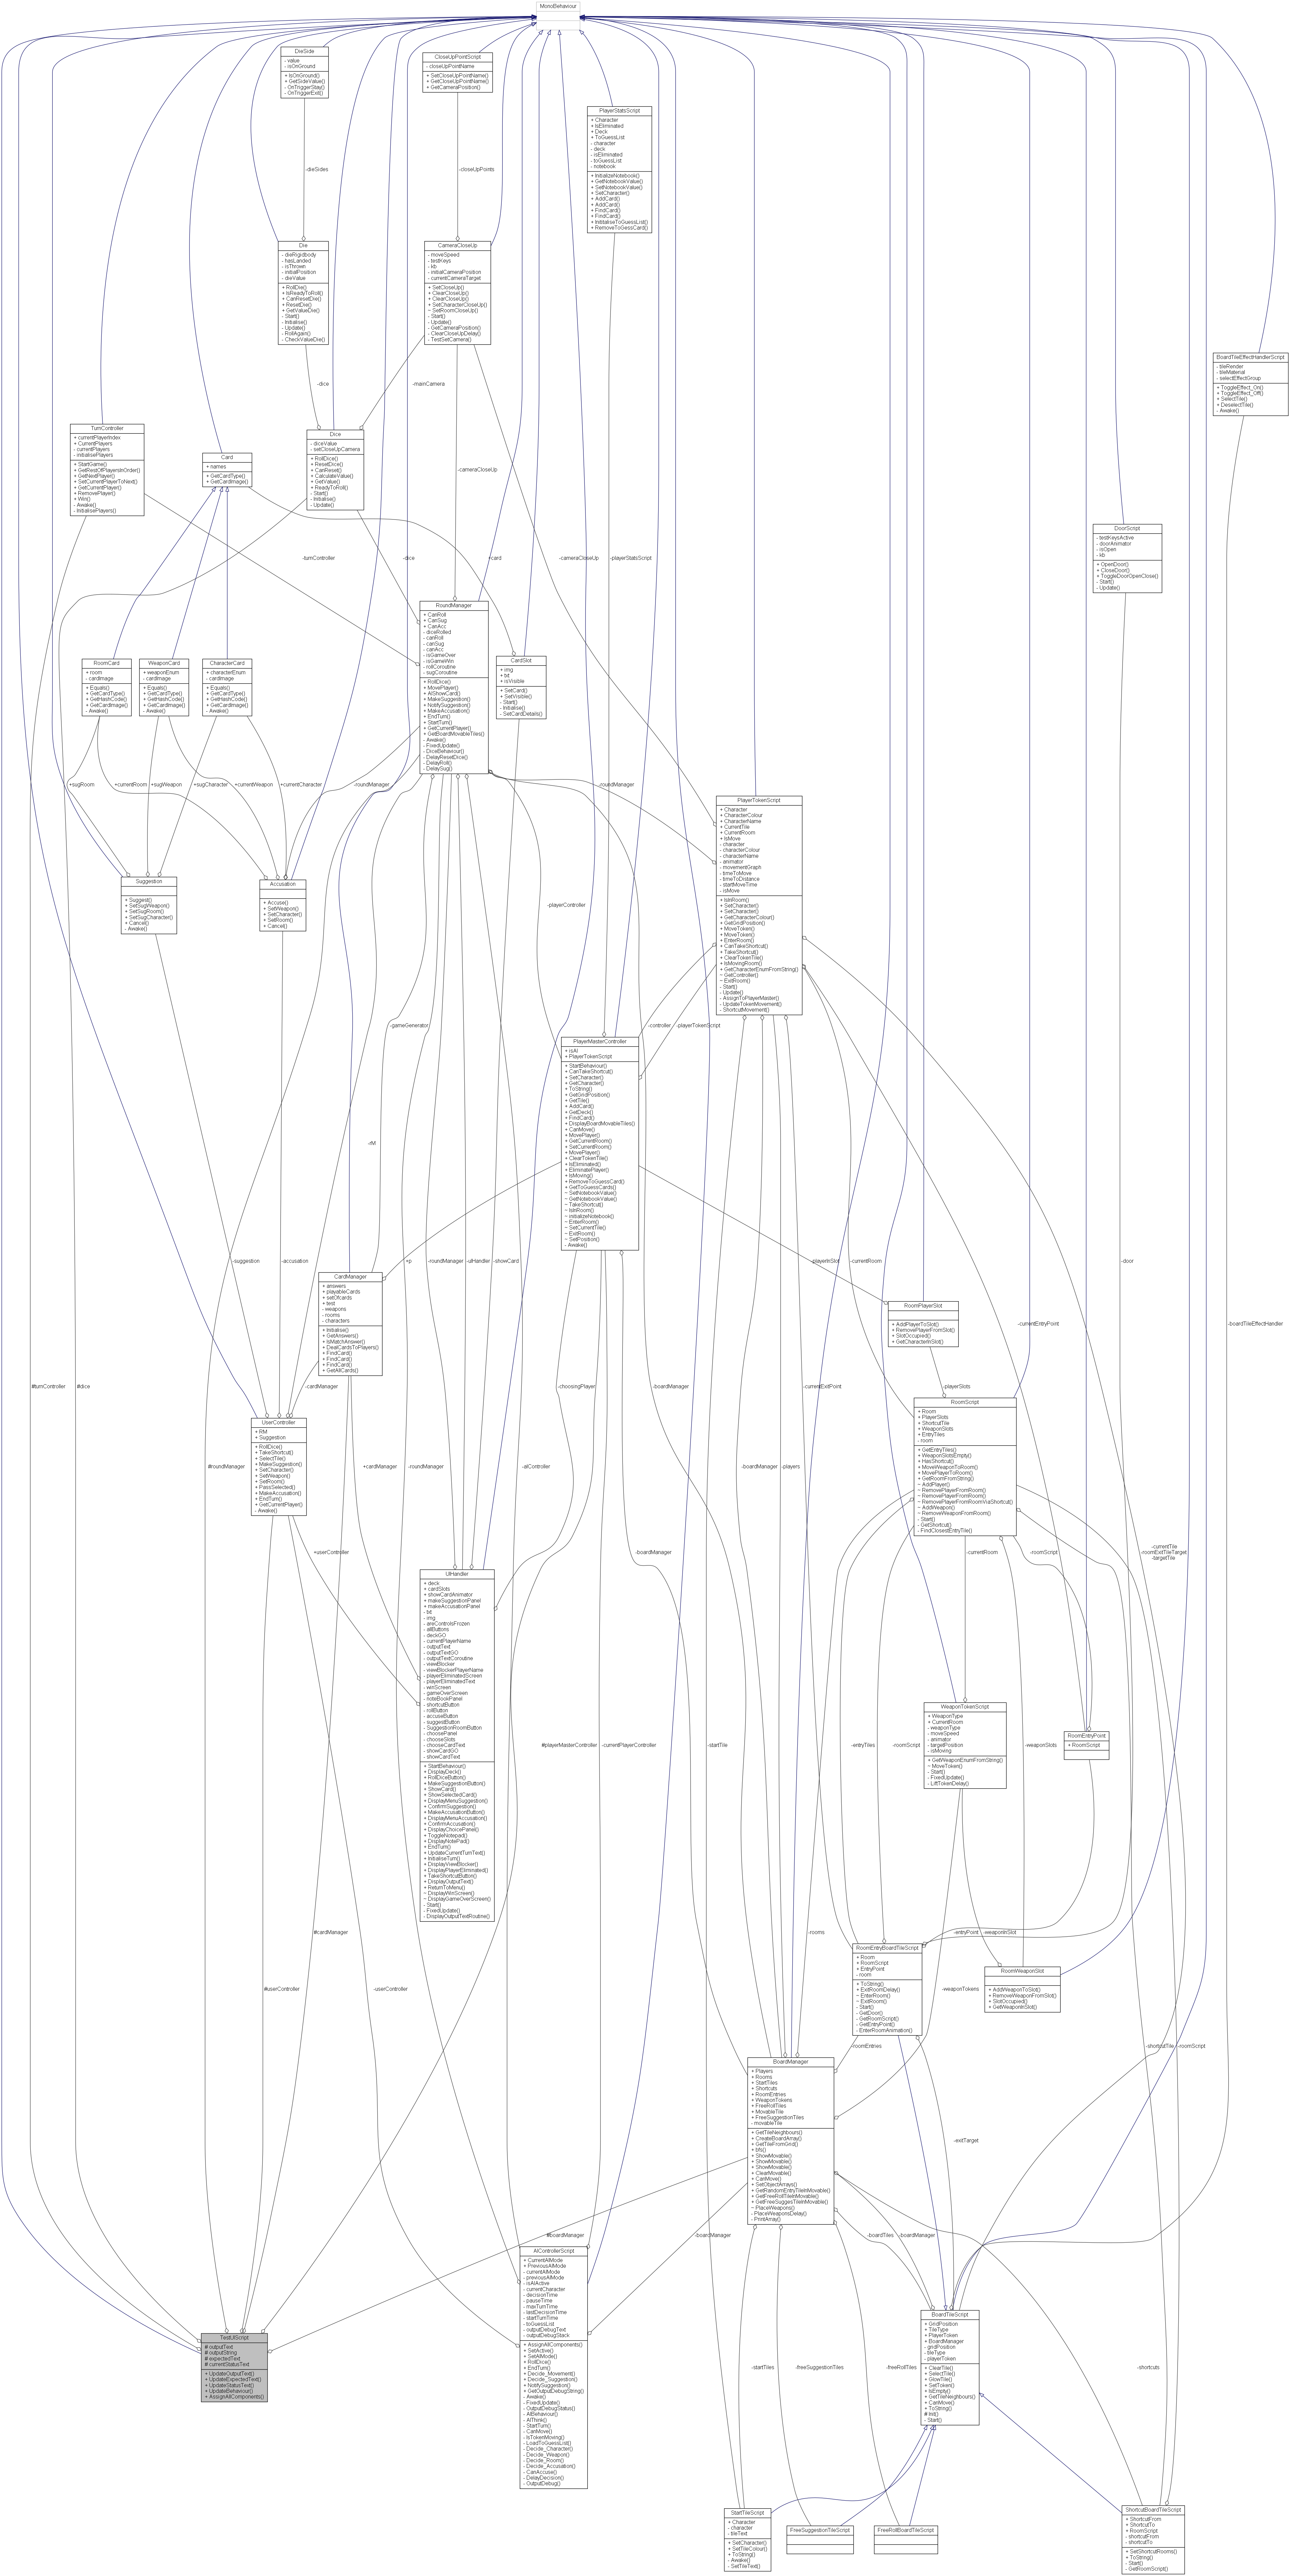 MonoBehaviour
DieSide
- value
- isOnGround
+ IsOnGround()
+ GetSideValue()
- OnTriggerStay()
- OnTriggerExit()
CloseUpPointScript
- closeUpPointName
+ SetCloseUpPointName()
+ GetCloseUpPointName()
+ GetCameraPosition()
PlayerStatsScript
+ Character
+ IsEliminated
+ Deck
+ ToGuessList
- character
- deck
- isEliminated
- toGuessList
- notebook
+ InitializeNotebook()
+ GetNotebookValue()
+ SetNotebookValue()
+ SetCharacter()
+ AddCard()
+ AddCard()
+ FindCard()
+ FindCard()
+ InitialiseToGuessList()
+ RemoveToGessCard()
-dieSides
-closeUpPoints
Die
- dieRigidbody
- hasLanded
- isThrown
- initialPosition
- dieValue
+ RollDie()
+ IsReadyToRoll()
+ CanResetDie()
+ ResetDie()
+ GetValueDie()
- Start()
- Initialise()
- Update()
- RollAgain()
- CheckValueDie()
CameraCloseUp
- moveSpeed
- testKeys
- kb
- initialCameraPosition
- currentCameraTarget
+ SetCloseUp()
+ ClearCloseUp()
+ ClearCloseUp()
+ SetCharacterCloseUp()
~ SetRoomCloseUp()
- Start()
- Update()
- GetCameraPosition()
- ClearCloseUpDelay()
- TestSetCamera()
BoardTileEffectHandlerScript
- tileRender
- tileMaterial
- selectEffectGroup
+ ToggleEffect_On()
+ ToggleEffect_Off()
+ SelectTile()
+ DeselectTile()
- Awake()
-dice
-mainCamera
TurnController
+ currentPlayerIndex
+ CurrentPlayers
- currentPlayers
- initialisePlayers
+ StartGame()
+ GetRestOfPlayersInOrder()
+ GetNextPlayer()
+ SetCurrentPlayerToNext()
+ GetCurrentPlayer()
+ RemovePlayer()
+ Win()
- Awake()
- InitialisePlayers()
Card
+ names
+ GetCardType()
+ GetCardImage()
Dice
- diceValue
- setCloseUpCamera
+ RollDice()
+ ResetDice()
+ CanReset()
+ CalculateValue()
+ GetValue()
+ ReadyToRoll()
- Start()
- Initialise()
- Update()
-cameraCloseUp
DoorScript
- testKeysActive
- doorAnimator
- isOpen
- kb
+ OpenDoor()
+ CloseDoor()
+ ToggleDoorOpenClose()
- Start()
- Update()
-turnController
-dice
+card
-cameraCloseUp
-playerStatsScript
RoundManager
+ CanRoll
+ CanSug
+ CanAcc
- diceRolled
- canRoll
- canSug
- canAcc
- isGameOver
- isGameWin
- rollCoroutine
- sugCoroutine
+ RollDice()
+ MovePlayer()
+ AIShowCard()
+ MakeSuggestion()
+ NotifySuggestion()
+ MakeAccusation()
+ EndTurn()
+ StartTurn()
+ GetCurrentPlayer()
+ GetBoardMovableTiles()
- Awake()
- FixedUpdate()
- DiceBehaviour()
- DelayResetDice()
- DelayRoll()
- DelaySug()
RoomCard
+ room
- cardImage
+ Equals()
+ GetCardType()
+ GetHashCode()
+ GetCardImage()
- Awake()
WeaponCard
+ weaponEnum
- cardImage
+ Equals()
+ GetCardType()
+ GetHashCode()
+ GetCardImage()
- Awake()
CharacterCard
+ characterEnum
- cardImage
+ Equals()
+ GetCardType()
+ GetHashCode()
+ GetCardImage()
- Awake()
CardSlot
+ img
+ txt
+ isVisible
+ SetCard()
+ SetVisible()
- Start()
- Initialise()
- SetCardDetails()
+sugRoom
+currentRoom
+sugWeapon
+sugCharacter
+currentWeapon
+currentCharacter
-roundManager
-roundManager
PlayerTokenScript
+ Character
+ CharacterColour
+ CharacterName
+ CurrentTile
+ CurrentRoom
+ IsMove
- character
- characterColour
- characterName
- animator
- movementGraph
- timeToMove
- timeToDistance
- startMoveTime
- isMove
+ IsInRoom()
+ SetCharacter()
+ SetCharacter()
+ GetCharacterColour()
+ GetGridPosition()
+ MoveToken()
+ MoveToken()
+ EnterRoom()
+ CanTakeShortcut()
+ TakeShortcut()
+ ClearTokenTile()
+ IsMovingRoom()
+ GetCharacterEnumFromString()
~ GetController()
~ ExitRoom()
- Start()
- Update()
- AssignToPlayerMaster()
- UpdateTokenMovement()
- ShortcutMovement()
Suggestion
+ Suggest()
+ SetSugWeapon()
+ SetSugRoom()
+ SetSugCharacter()
+ Cancel()
- Awake()
Accusation
+ Accuse()
+ SetWeapon()
+ SetCharacter()
+ SetRoom()
+ Cancel()
-playerController
-gameGenerator
-controller
-playerTokenScript
PlayerMasterController
+ isAI
+ PlayerTokenScript
+ StartBehaviour()
+ CanTakeShortcut()
+ SetCharacter()
+ GetCharacter()
+ ToString()
+ GetGridPosition()
+ GetTile()
+ AddCard()
+ GetDeck()
+ FindCard()
+ DisplayBoardMovableTiles()
+ CanMove()
+ MovePlayer()
+ GetCurrentRoom()
+ SetCurrentRoom()
+ MovePlayer()
+ ClearTokenTile()
+ IsEliminated()
+ EliminatePlayer()
+ IsMoving()
+ RemoveToGuessCard()
+ GetToGuessCards()
~ SetNotebookValue()
~ GetNotebookValue()
~ TakeShortcut()
~ IsInRoom()
~ initializeNotebook()
~ EnterRoom()
~ SetCurrentTile()
~ ExitRoom()
~ SetPosition()
- Awake()
-rM
-suggestion
-accusation
+p
-roundManager
-uiHandler
-showCard
-playerInSlot
-currentRoom
-door
CardManager
+ answers
+ playableCards
+ setOfcards
+ test
- weapons
- rooms
- characters
+ Initialise()
+ GetAnswers()
+ IsMatchAnswer()
+ DealCardsToPlayers()
+ FindCard()
+ FindCard()
+ FindCard()
+ GetAllCards()
RoomPlayerSlot
+ AddPlayerToSlot()
+ RemovePlayerFromSlot()
+ SlotOccupied()
+ GetCharacterInSlot()
-currentEntryPoint
-boardTileEffectHandler
#turnController
#dice
-cardManager
-choosingPlayer
-boardManager
-currentExitPoint
-playerSlots
UserController
+ RM
+ Suggestion
+ RollDice()
+ TakeShortcut()
+ SelectTile()
+ MakeSuggestion()
+ SetCharacter()
+ SetWeapon()
+ SetRoom()
+ PassSelected()
+ MakeAccusation()
+ EndTurn()
+ GetCurrentPlayer()
- Awake()
RoomScript
+ Room
+ PlayerSlots
+ ShortcutTile
+ WeaponSlots
+ EntryTiles
- room
+ GetEntryTiles()
+ WeaponSlotsEmpty()
+ HasShortcut()
+ MoveWeaponToRoom()
+ MovePlayerToRoom()
+ GetRoomFromString()
~ AddPlayer()
~ RemovePlayerFromRoom()
~ RemovePlayerFromRoom()
~ RemovePlayerFromRoomViaShortcut()
~ AddWeapon()
~ RemoveWeaponFromRoom()
- Start()
- GetShortcut()
- FindClosestEntryTile()
#roundManager
+cardManager
-roundManager
-aiController
-boardManager
-players
+userController
-boardManager
-currentRoom
-roomScript
-currentTile
-roomExitTileTarget
-targetTile
UIHandler
+ deck
+ cardSlots
+ showCardAnimator
+ makeSuggestionPanel
+ makeAccusationPanel
- txt
- img
- areControlsFrozen
- allButtons
- deckGO
- currentPlayerName
- outputText
- outputTextGO
- outputTextCoroutine
- viewBlocker
- viewBlockerPlayerName
- playerEliminatedScreen
- playerEliminatedText
- winScreen
- gameOverScreen
- noteBookPanel
- shortcutButton
- rollButton
- accuseButton
- suggestButton
- SuggestionRoomButton
- choosePanel
- chooseSlots
- chooseCardText
- showCardGO
- showCardText
+ StartBehaviour()
+ DisplayDeck()
+ RollDiceButton()
+ MakeSuggestionButton()
+ ShowCard()
+ ShowSelectedCard()
+ DisplayMenuSuggestion()
+ ConfirmSuggestion()
+ MakeAccusationButton()
+ DisplayMenuAccusation()
+ ConfirmAccusation()
+ DisplayChoicePanel()
+ ToggleNotepad()
+ DisplayNotePad()
+ EndTurn()
+ UpdateCurrentTurnText()
+ InitialiseTurn()
+ DisplayViewBlocker()
+ DisplayPlayerEliminated()
+ TakeShortcutButton()
+ DisplayOutputText()
+ ReturnToMenu()
~ DisplayWinScreen()
~ DisplayGameOverScreen()
- Start()
- FixedUpdate()
- DisplayOutputTextRoutine()
WeaponTokenScript
+ WeaponType
+ CurrentRoom
- weaponType
- moveSpeed
- animator
- targetPosition
- isMoving
+ GetWeaponEnumFromString()
~ MoveToken()
- Start()
- FixedUpdate()
- LiftTokenDelay()
RoomEntryPoint
+ RoomScript
#playerMasterController
-currentPlayerController
-startTile
-entryTiles
-roomScript
-weaponSlots
#cardManager
-rooms
-entryPoint
-weaponInSlot
RoomEntryBoardTileScript
+ Room
+ RoomScript
+ EntryPoint
- room
+ ToString()
+ ExitRoomDelay()
~ EnterRoom()
~ ExitRoom()
- Start()
- GetDoor()
- GetRoomScript()
- GetEntryPoint()
- EnterRoomAnimation()
RoomWeaponSlot
+ AddWeaponToSlot()
+ RemoveWeaponFromSlot()
+ SlotOccupied()
+ GetWeaponInSlot()
#userController
-userController
-weaponTokens
-roomEntries
-shortcutTile
-roomScript
BoardManager
+ Players
+ Rooms
+ StartTiles
+ Shortcuts
+ RoomEntries
+ WeaponTokens
+ FreeRollTiles
+ MovableTile
+ FreeSuggestionTiles
- movableTile
+ GetTileNeighbours()
+ CreateBoardArray()
+ GetTileFromGrid()
+ bfs()
+ ShowMovable()
+ ShowMovable()
+ ShowMovable()
+ ClearMovable()
+ CanMove()
+ SetObjectArrays()
+ GetRandomEntryTileInMovable()
+ GetFreeRollTileInMovable()
+ GetFreeSuggesTileInMovable()
~ PlaceWeapons()
- PlaceWeaponsDelay()
- PrintArray()
-exitTarget
#boardManager
-boardManager
-boardTiles
-boardManager
AIControllerScript
+ CurrentAIMode
+ PreviousAIMode
- currentAIMode
- previousAIMode
- isAIActive
- currentCharacter
- decisionTime
- pauseTime
- maxTurnTime
- lastDecisionTime
- startTurnTime
- toGuessList
- outputDebugText
- outputDebugStack
+ AssignAllComponents()
+ SetActive()
+ SetAIMode()
+ RollDice()
+ EndTurn()
+ Decide_Movement()
+ Decide_Suggestion()
+ NotifySuggestion()
+ GetOutputDebugString()
- Awake()
- FixedUpdate()
- OutputDebugStatus()
- AIBehaviour()
- AIThink()
- StartTurn()
- CanMove()
- IsTokenMoving()
- LoadToGuessList()
- Decide_Character()
- Decide_Weapon()
- Decide_Room()
- Decide_Accusation()
- CanAccuse()
- DelayDecision()
- OutputDebug()
TestUIScript
# outputText
# outputString
# expectedText
# currentStatusText
+ UpdateOutputText()
+ UpdateExpectedText()
+ UpdateStatusText()
+ UpdateBehaviour()
+ AssignAllComponents()
-startTiles
-freeSuggestionTiles
-freeRollTiles
-shortcuts
BoardTileScript
+ GridPosition
+ TileType
+ PlayerToken
+ BoardManager
- gridPosition
- tileType
- playerToken
+ ClearTile()
+ SelectTile()
+ GlowTile()
+ SetToken()
+ IsEmpty()
+ GetTileNeighbours()
+ CanMove()
+ ToString()
# Init()
- Start()
StartTileScript
+ Character
- character
- tileText
+ SetCharacter()
+ SetTileColour()
+ ToString()
- Awake()
- SetTileText()
FreeSuggestionTileScript
FreeRollBoardTileScript
ShortcutBoardTileScript
+ ShortcutFrom
+ ShortcutTo
+ RoomScript
- shortcutFrom
- shortcutTo
+ SetShortcutRooms()
+ ToString()
- Start()
- GetRoomScript()